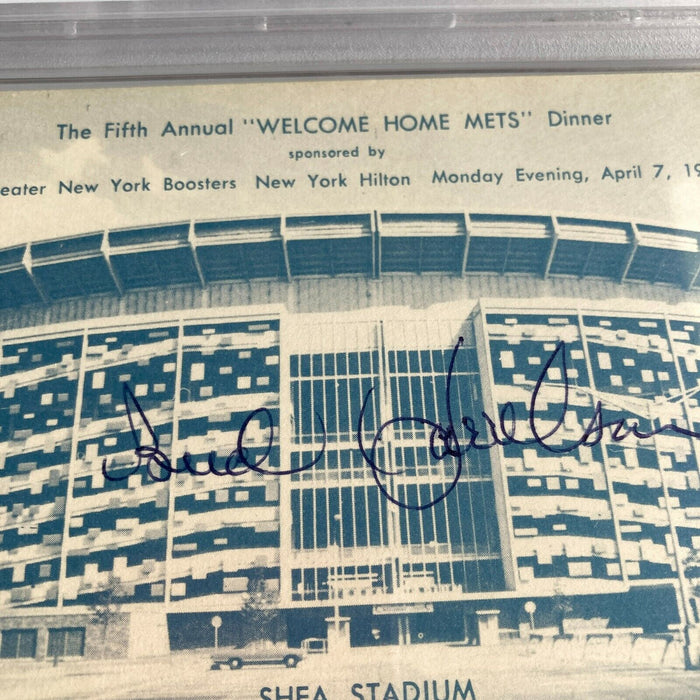 The Fifth Annual "WELCOME HOME METS" Dinner
sponsored by
eater New York Boosters New York Hilton Monday Evening, April 7, 19
SHEA STADIUM